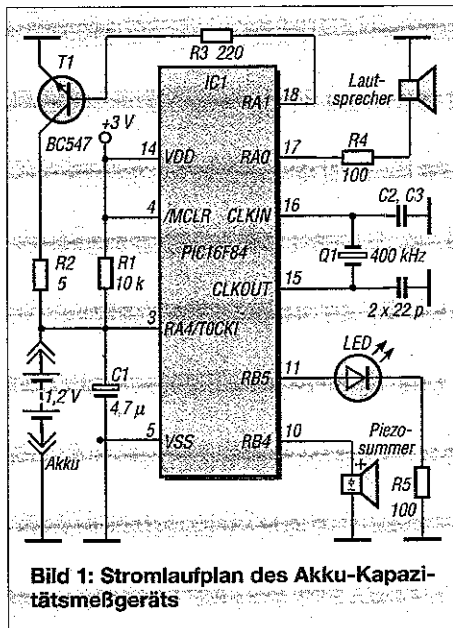 R3 220
T1
IC1
RA1
18
Laut-
sprecher
BC547
+3 V
14
VDD
RA0
17
R4
100
4
/MCLR
CLKIN
16
C2, C3
PIC16F84
R2
5
R1
10 k
Q1
400 kHz
CLKOUT
15
2 x 22 p
3
RA4/T0CKI
LED
1,2 V
C1
4,7 µ
RB5
11
5
VSS
RB4
10
Piezo-
summer
+
Akku
R5
100
Bild 1: Stromlaufplan des Akku-Kapazi-
tätsmeßgeräts